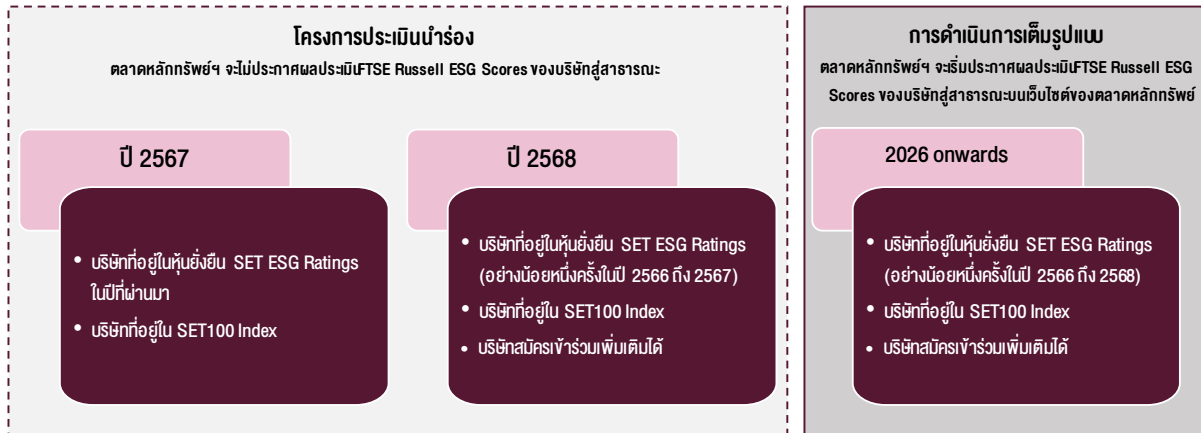 โครงการประเมินนำร่อง
ตลาดหลักทรัพย์ฯ จะไม่ประกาศผลประเมินFTSE Russell ESG Scores ของบริษัทสู่สาธารณะ
ปี 2567
• บริษัทที่อยู่ในหุ้นยั่งยืน SET ESG Ratings
ในปีที่ผ่านมา
• บริษัทที่อยู่ใน SET100 Index
ปี 2568
• บริษัทที่อยู่ในหุ้นยั่งยืน SET ESG Ratings
(อย่างน้อยหนึ่งครั้งในปี 2566 ถึง 2567)
• บริษัทที่อยู่ใน SET100 Index
• บริษัทสมัครเข้าร่วมเพิ่มเติมได้
การดำเนินการเต็มรูปแบบ
ตลาดหลักทรัพย์ฯ จะเริ่มประกาศผลประเมินFTSE Russell ESG
Scores ของบริษัทสู่สาธารณะบนเว็บไซต์ของตลาดหลักทรัพย์
2026 onwards
• บริษัทที่อยู่ในหุ้นยั่งยืน SET ESG Ratings
(อย่างน้อยหนึ่งครั้งในปี 2566 ถึง 2568)
• บริษัทที่อยู่ใน SET100 Index
• บริษัทสมัครเข้าร่วมเพิ่มเติมได้